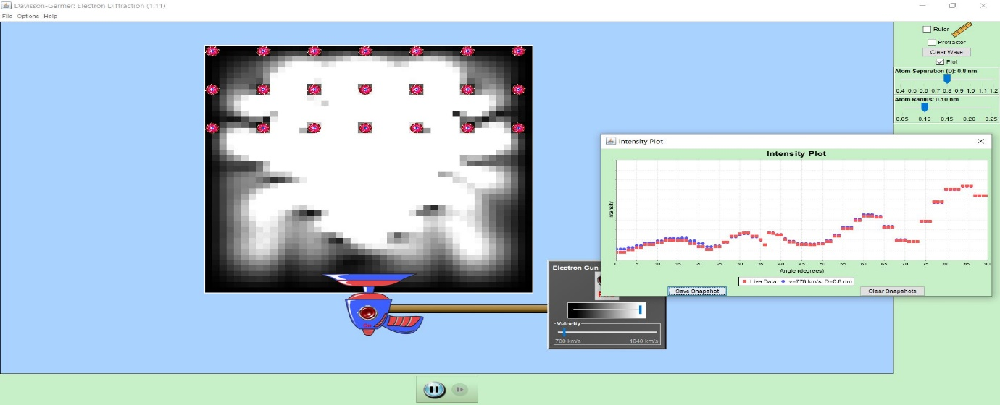 Davisson-Germer: Electron Diffraction (1.11)
File Options Help
Ruler
Protractor
Clear Wave
Plot
Atom Separation (D): 0.8 nm
0.4 0.5 0.6 0.7 0.8 0.9 1.0 1.1 1.2
Atom Radius: 0.10 nm
0.05 0.10 0.15 0.20 0.25
Intensity Plot
Intensity Plot
Intensity
0 5 10 15 20 25 30 35 40 45 50 55 60 65 70 75 80 85 90
Angle (degrees)
Live Data v=778 km/s, D=0.8 nm
Save Snapshot Clear Snapshots
Electron Gun
Velocity
700 km/s 1840 km/s
On